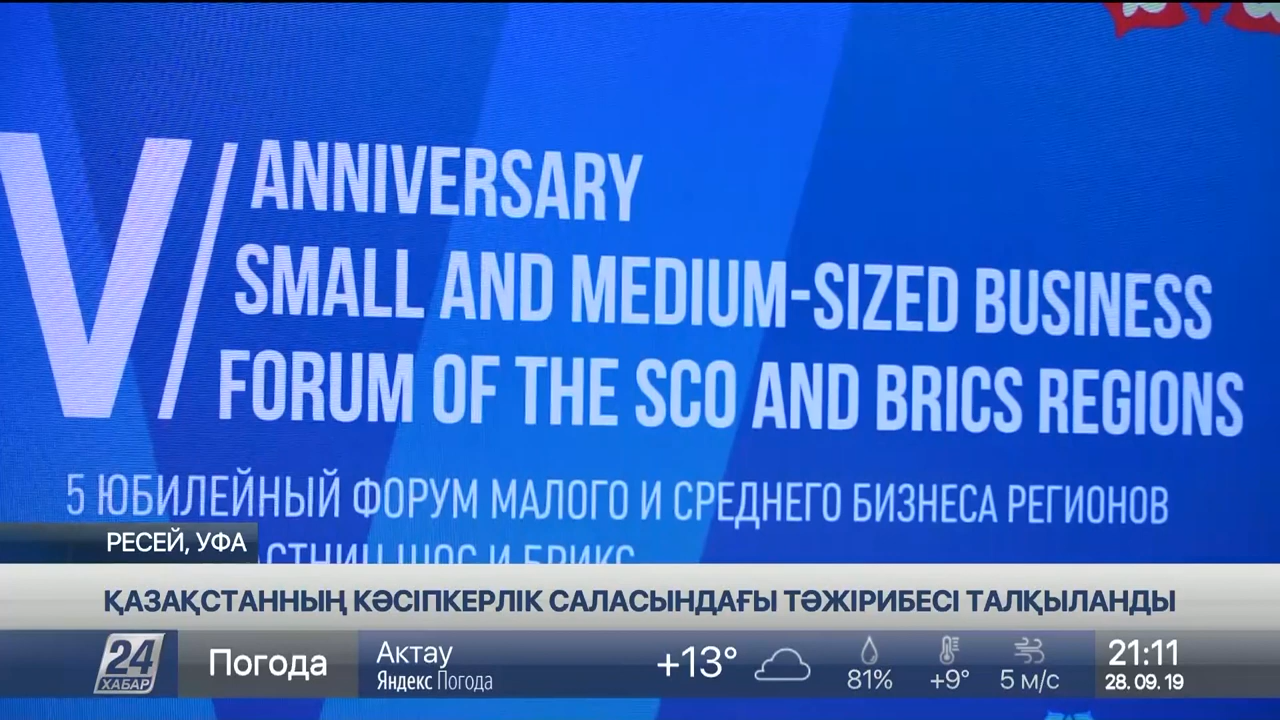 V/
ANNIVERSARY
SMALL AND MEDIUM-SIZED BUSINESS
FORUM OF THE SCO AND BRICS REGIONS
5 ЮБИЛЕЙНЫЙ ФОРУМ МАЛОГО И СРЕДНЕГО БИЗНЕСА РЕГИОНОВ
ШОС И БРИКС
РЕСЕЙ, УФА
ҚАЗАҚСТАННЫҢ КӘСІПКЕРЛІК САЛАСЫНДАҒЫ ТӘЖІРИБЕСІ ТАЛҚЫЛАНДЫ
24
ХАБАР
Погода
Актау
Яндекс Погода
+13°
81%
+9°
5 м/с
21:11
28. 09. 19